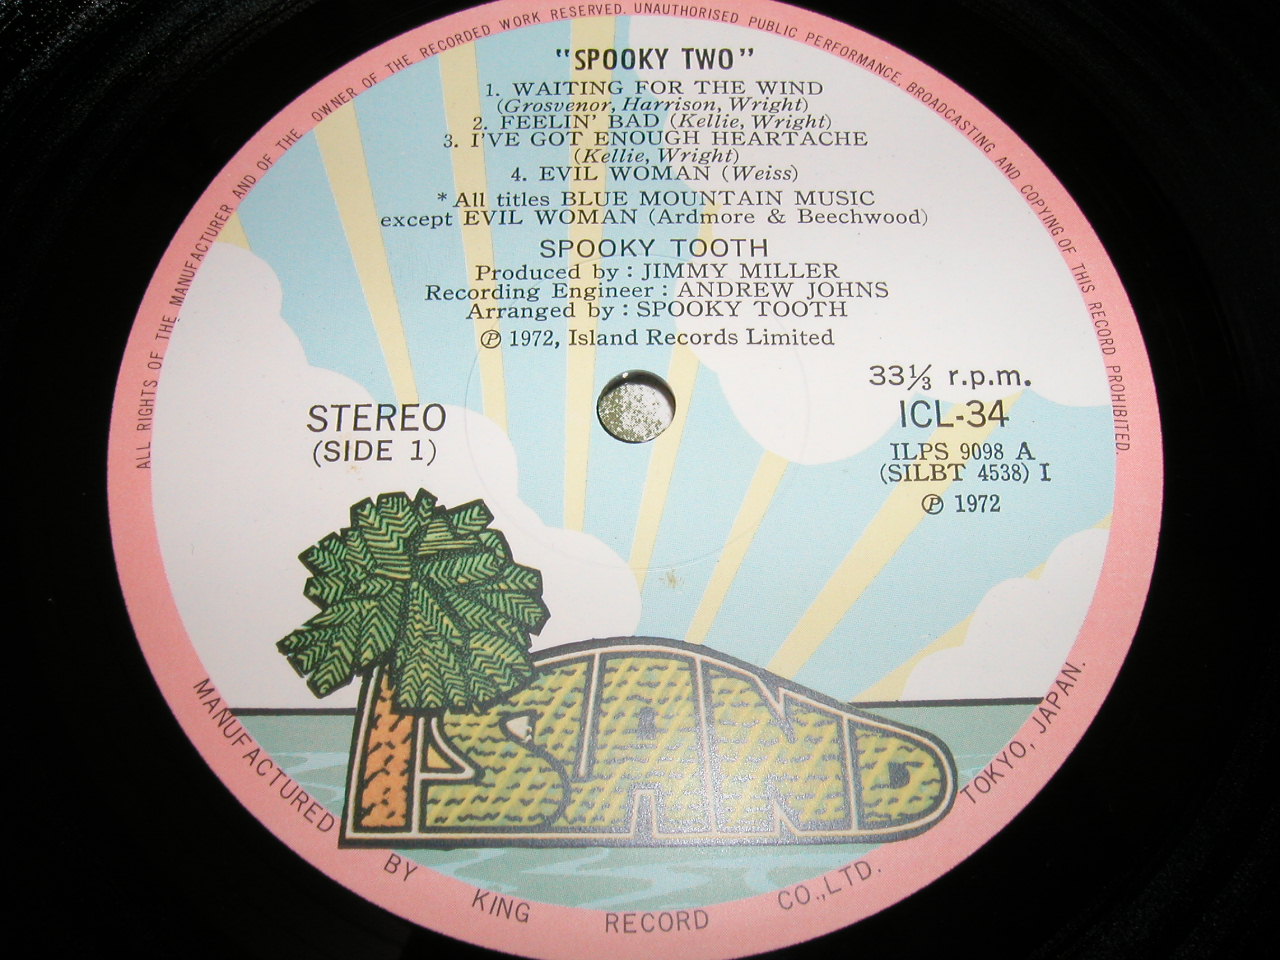 ALL RIGHTS OF THE MANUFACTURER AND OF THE OWNER OF THE RECORDED WORK RESERVED. UNAUTHORISED PUBLIC PERFORMANCE, BROADCASTING AND COPYING OF THIS RECORD PROHIBITED.
"SPOOKY TWO"
1. WAITING FOR THE WIND
(Grosvenor, Harrison, Wright)
2. FEELIN' BAD (Kellie, Wright)
3. I'VE GOT ENOUGH HEARTACHE
(Kellie, Wright)
4. EVIL WOMAN (Weiss)
* All titles BLUE MOUNTAIN MUSIC
except EVIL WOMAN (Ardmore & Beechwood)
SPOOKY TOOTH
Produced by : JIMMY MILLER
Recording Engineer : ANDREW JOHNS
Arranged by : SPOOKY TOOTH
℗ 1972, Island Records Limited
STEREO
(SIDE 1)
33⅓ r.p.m.
ICL-34
ILPS 9098 A
(SILBT 4538) I
℗ 1972
ISLAND
MANUFACTURED BY KING RECORD CO.,LTD. TOKYO, JAPAN.